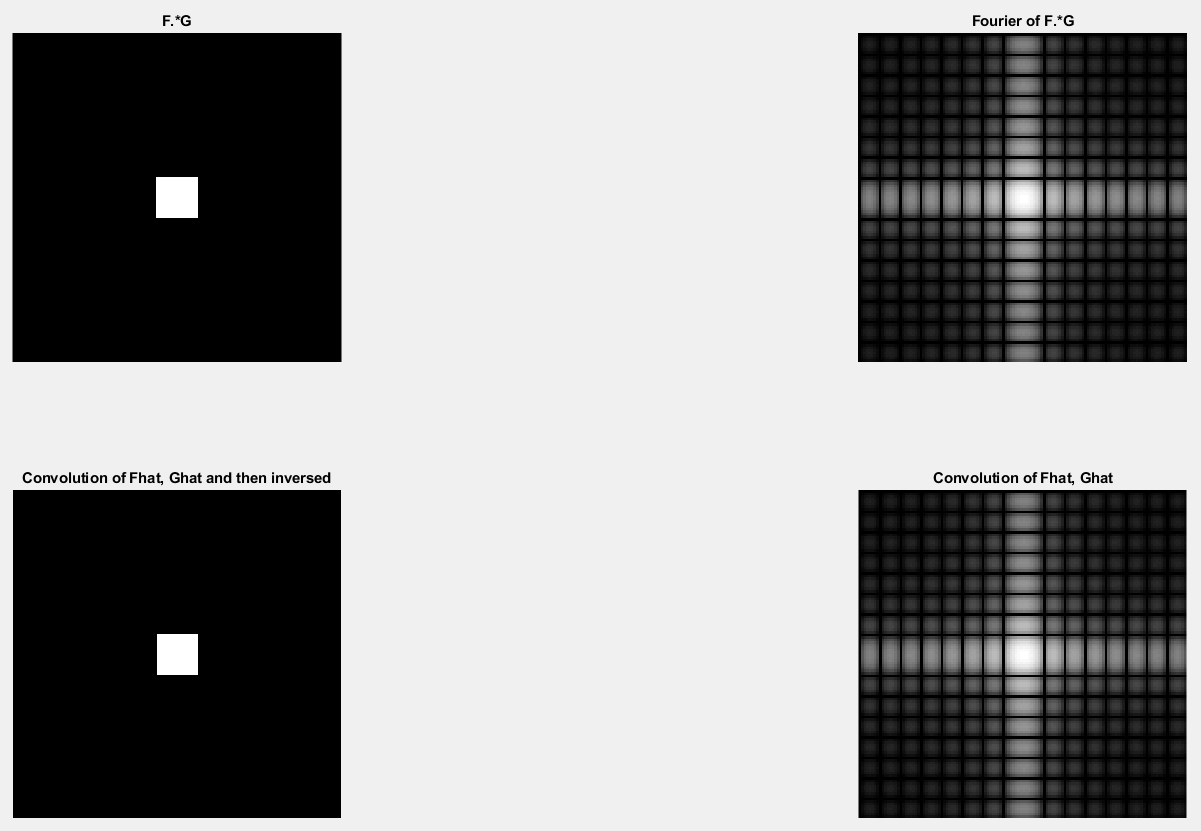 F.*G
Fourier of F.*G
Convolution of Fhat, Ghat and then inversed
Convolution of Fhat, Ghat